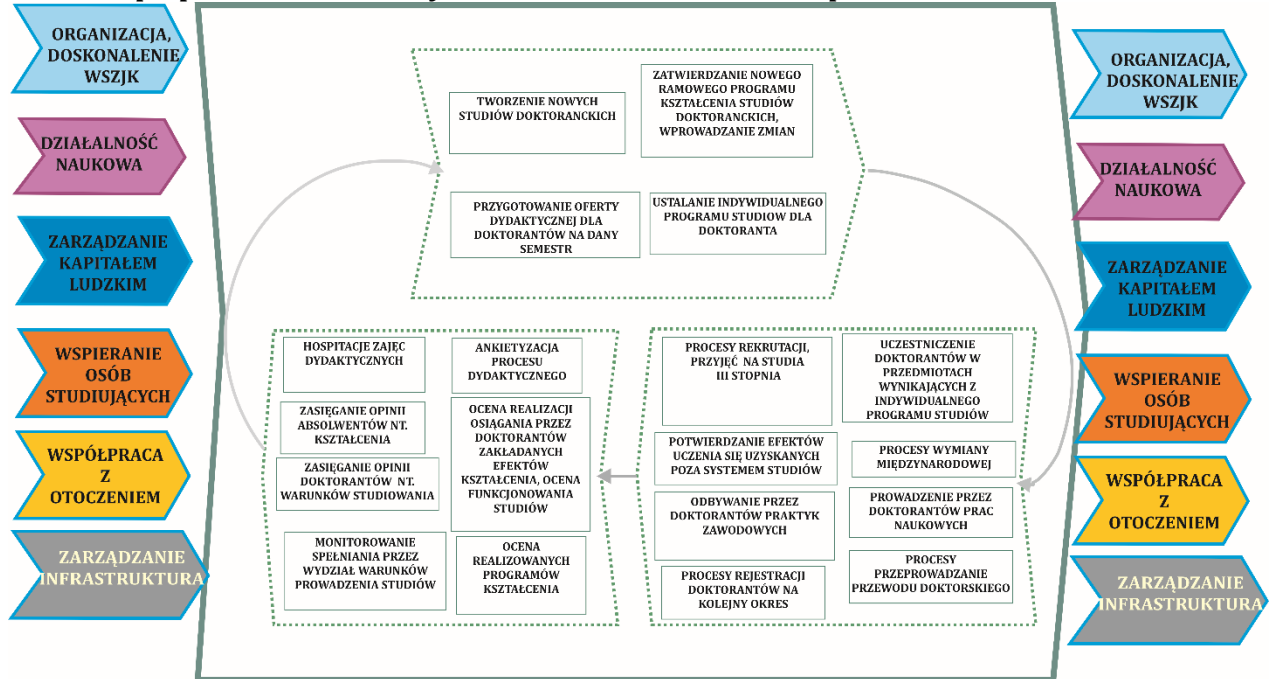 ORGANIZACJA,
DOSKONALENIE
WSZJK
DZIAŁALNOŚĆ
NAUKOWA
ZARZĄDZANIE
KAPITAŁEM
LUDZKIM
WSPIERANIE
OSÓB
STUDIUJĄCYCH
WSPÓŁPRACA
Z
OTOCZENIEM
ZARZĄDZANIE
INFRASTRUKTURA
TWORZENIE NOWYCH
STUDIÓW DOKTORANCKICH
ZATWIERDZANIE NOWEGO
RAMOWEGO PROGRAMU
KSZTAŁCENIA STUDIÓW
DOKTORANCKICH,
WPROWADZANIE ZMIAN
PRZYGOTOWANIE OFERTY
DYDAKTYCZNEJ DLA
DOKTORANTÓW NA DANY
SEMESTR
USTALANIE INDYWIDUALNEGO
PROGRAMU STUDIOW DLA
DOKTORANTA
HOSPITACJE ZAJĘC
DYDAKTYCZNYCH
ANKIETYZACJA
PROCESU
DYDAKTYCZNEGO
ZASIĘGANIE OPINII
ABSOLWENTÓW NT.
KSZTAŁCENIA
OCENA REALIZACJI
OSIĄGANIA PRZEZ
DOKTORANTÓW
ZAKŁADANYCH
EFEKTÓW
KSZTAŁCENIA, OCENA
FUNKCJONOWANIA
STUDIÓW
ZASIĘGANIE OPINII
DOKTORANTÓW NT.
WARUNKÓW STUDIOWANIA
MONITOROWANIE
SPEŁNIANIA PRZEZ
WYDZIAŁ WARUNKÓW
PROWADZENIA STUDIÓW
OCENA
REALIZOWANYCH
PROGRAMÓW
KSZTAŁCENIA
PROCESY REKRUTACJI,
PRZYJĘĆ NA STUDIA
III STOPNIA
UCZESTNICZENIE
DOKTORANTÓW W
PRZEDMIOTACH
WYNIKAJĄCYCH Z
INDYWIDUALNEGO
PROGRAMU STUDIÓW
POTWIERDZANIE EFEKTÓW
UCZENIA SIĘ UZYSKANYCH
POZA SYSTEMEM STUDIÓW
PROCESY WYMIANY
MIĘDZYNARODOWEJ
ODBYWANIE PRZEZ
DOKTORANTÓW PRAKTYK
ZAWODOWYCH
PROWADZENIE PRZEZ
DOKTORANTÓW PRAC
NAUKOWYCH
PROCESY REJESTRACJI
DOKTORANTÓW NA
KOLEJNY OKRES
PROCESY
PRZEPROWADZANIE
PRZEWODU DOKTORSKIEGO
ORGANIZACJA,
DOSKONALENIE
WSZJK
DZIAŁALNOŚĆ
NAUKOWA
ZARZĄDZANIE
KAPITAŁEM
LUDZKIM
WSPIERANIE
OSÓB
STUDIUJĄCYCH
WSPÓŁPRACA
Z
OTOCZENIEM
ZARZĄDZANIE
INFRASTRUKTURA